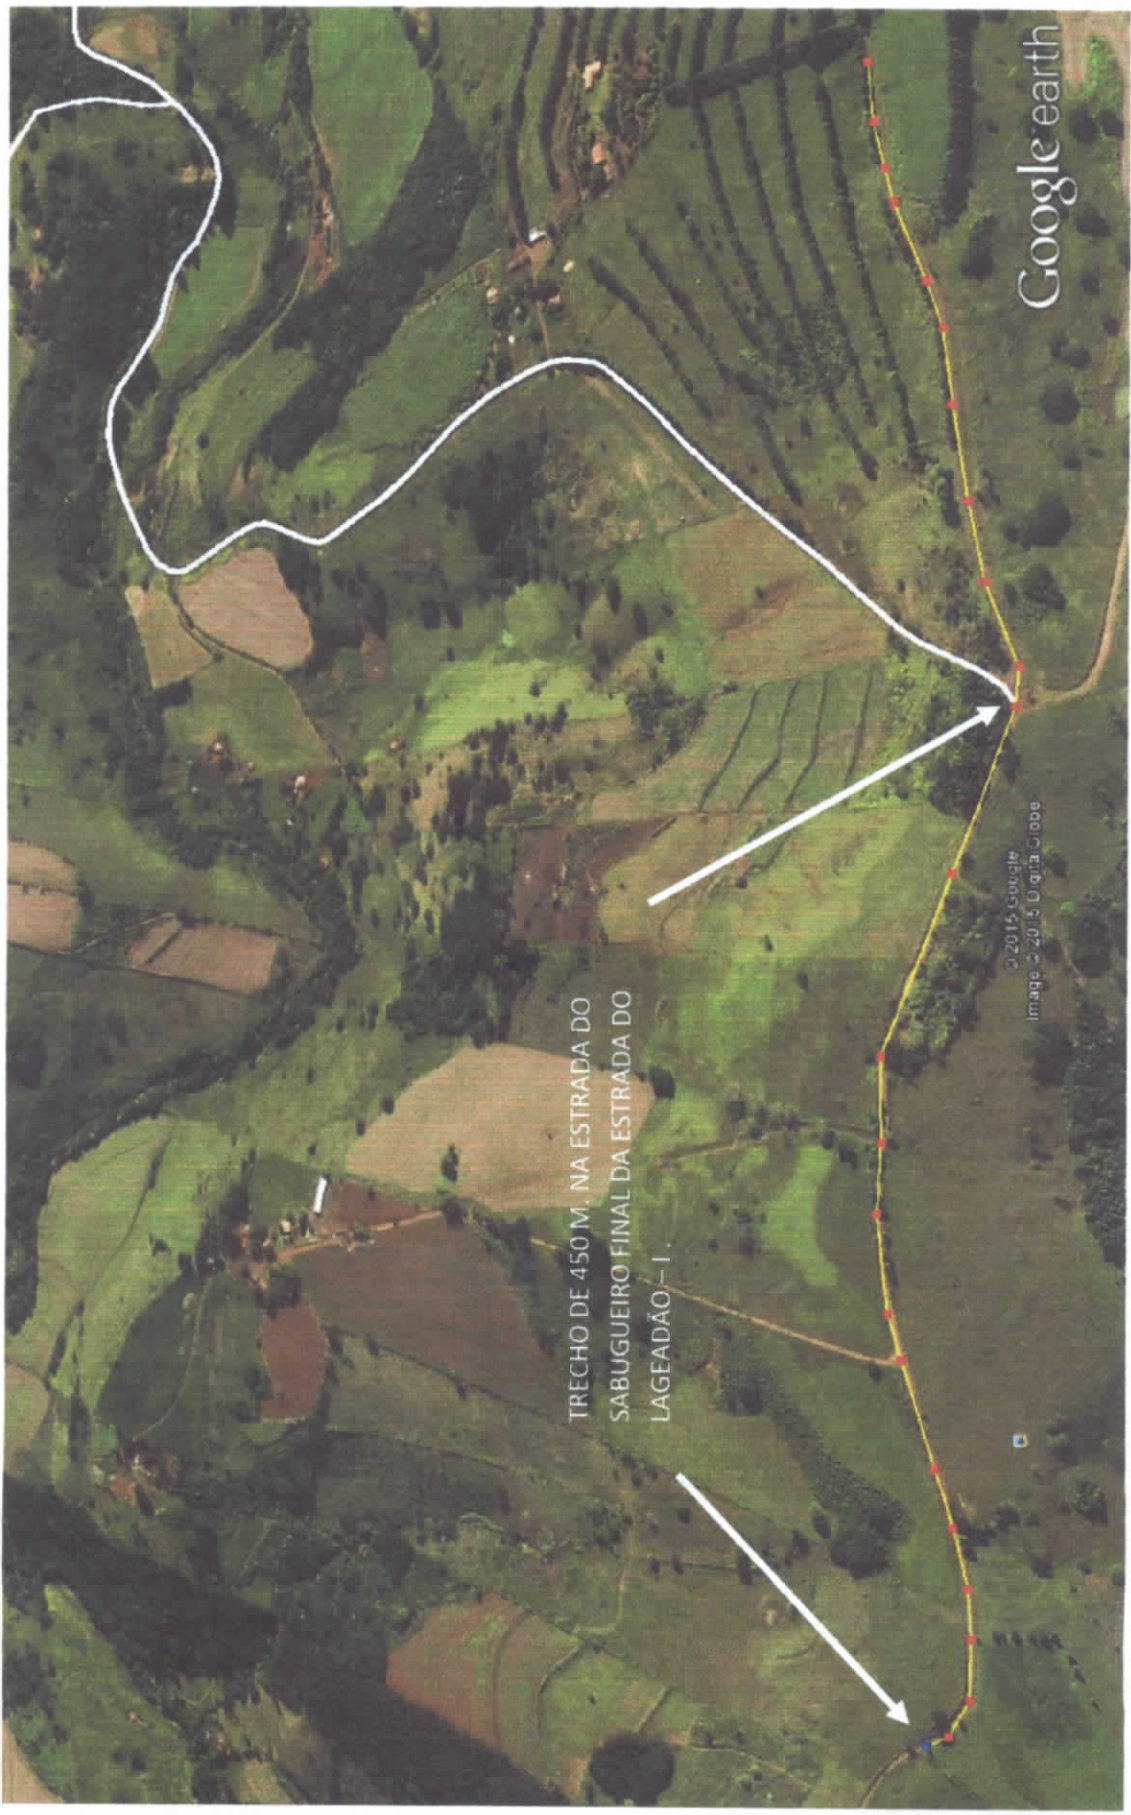 TRECHO DE 450 M. NA ESTRADA DO
SABUGUEIRO FINAL DA ESTRADA DO
LAGEADÃO – I .
© 2015 Google
Image © 2015 DigitalGlobe
Google earth